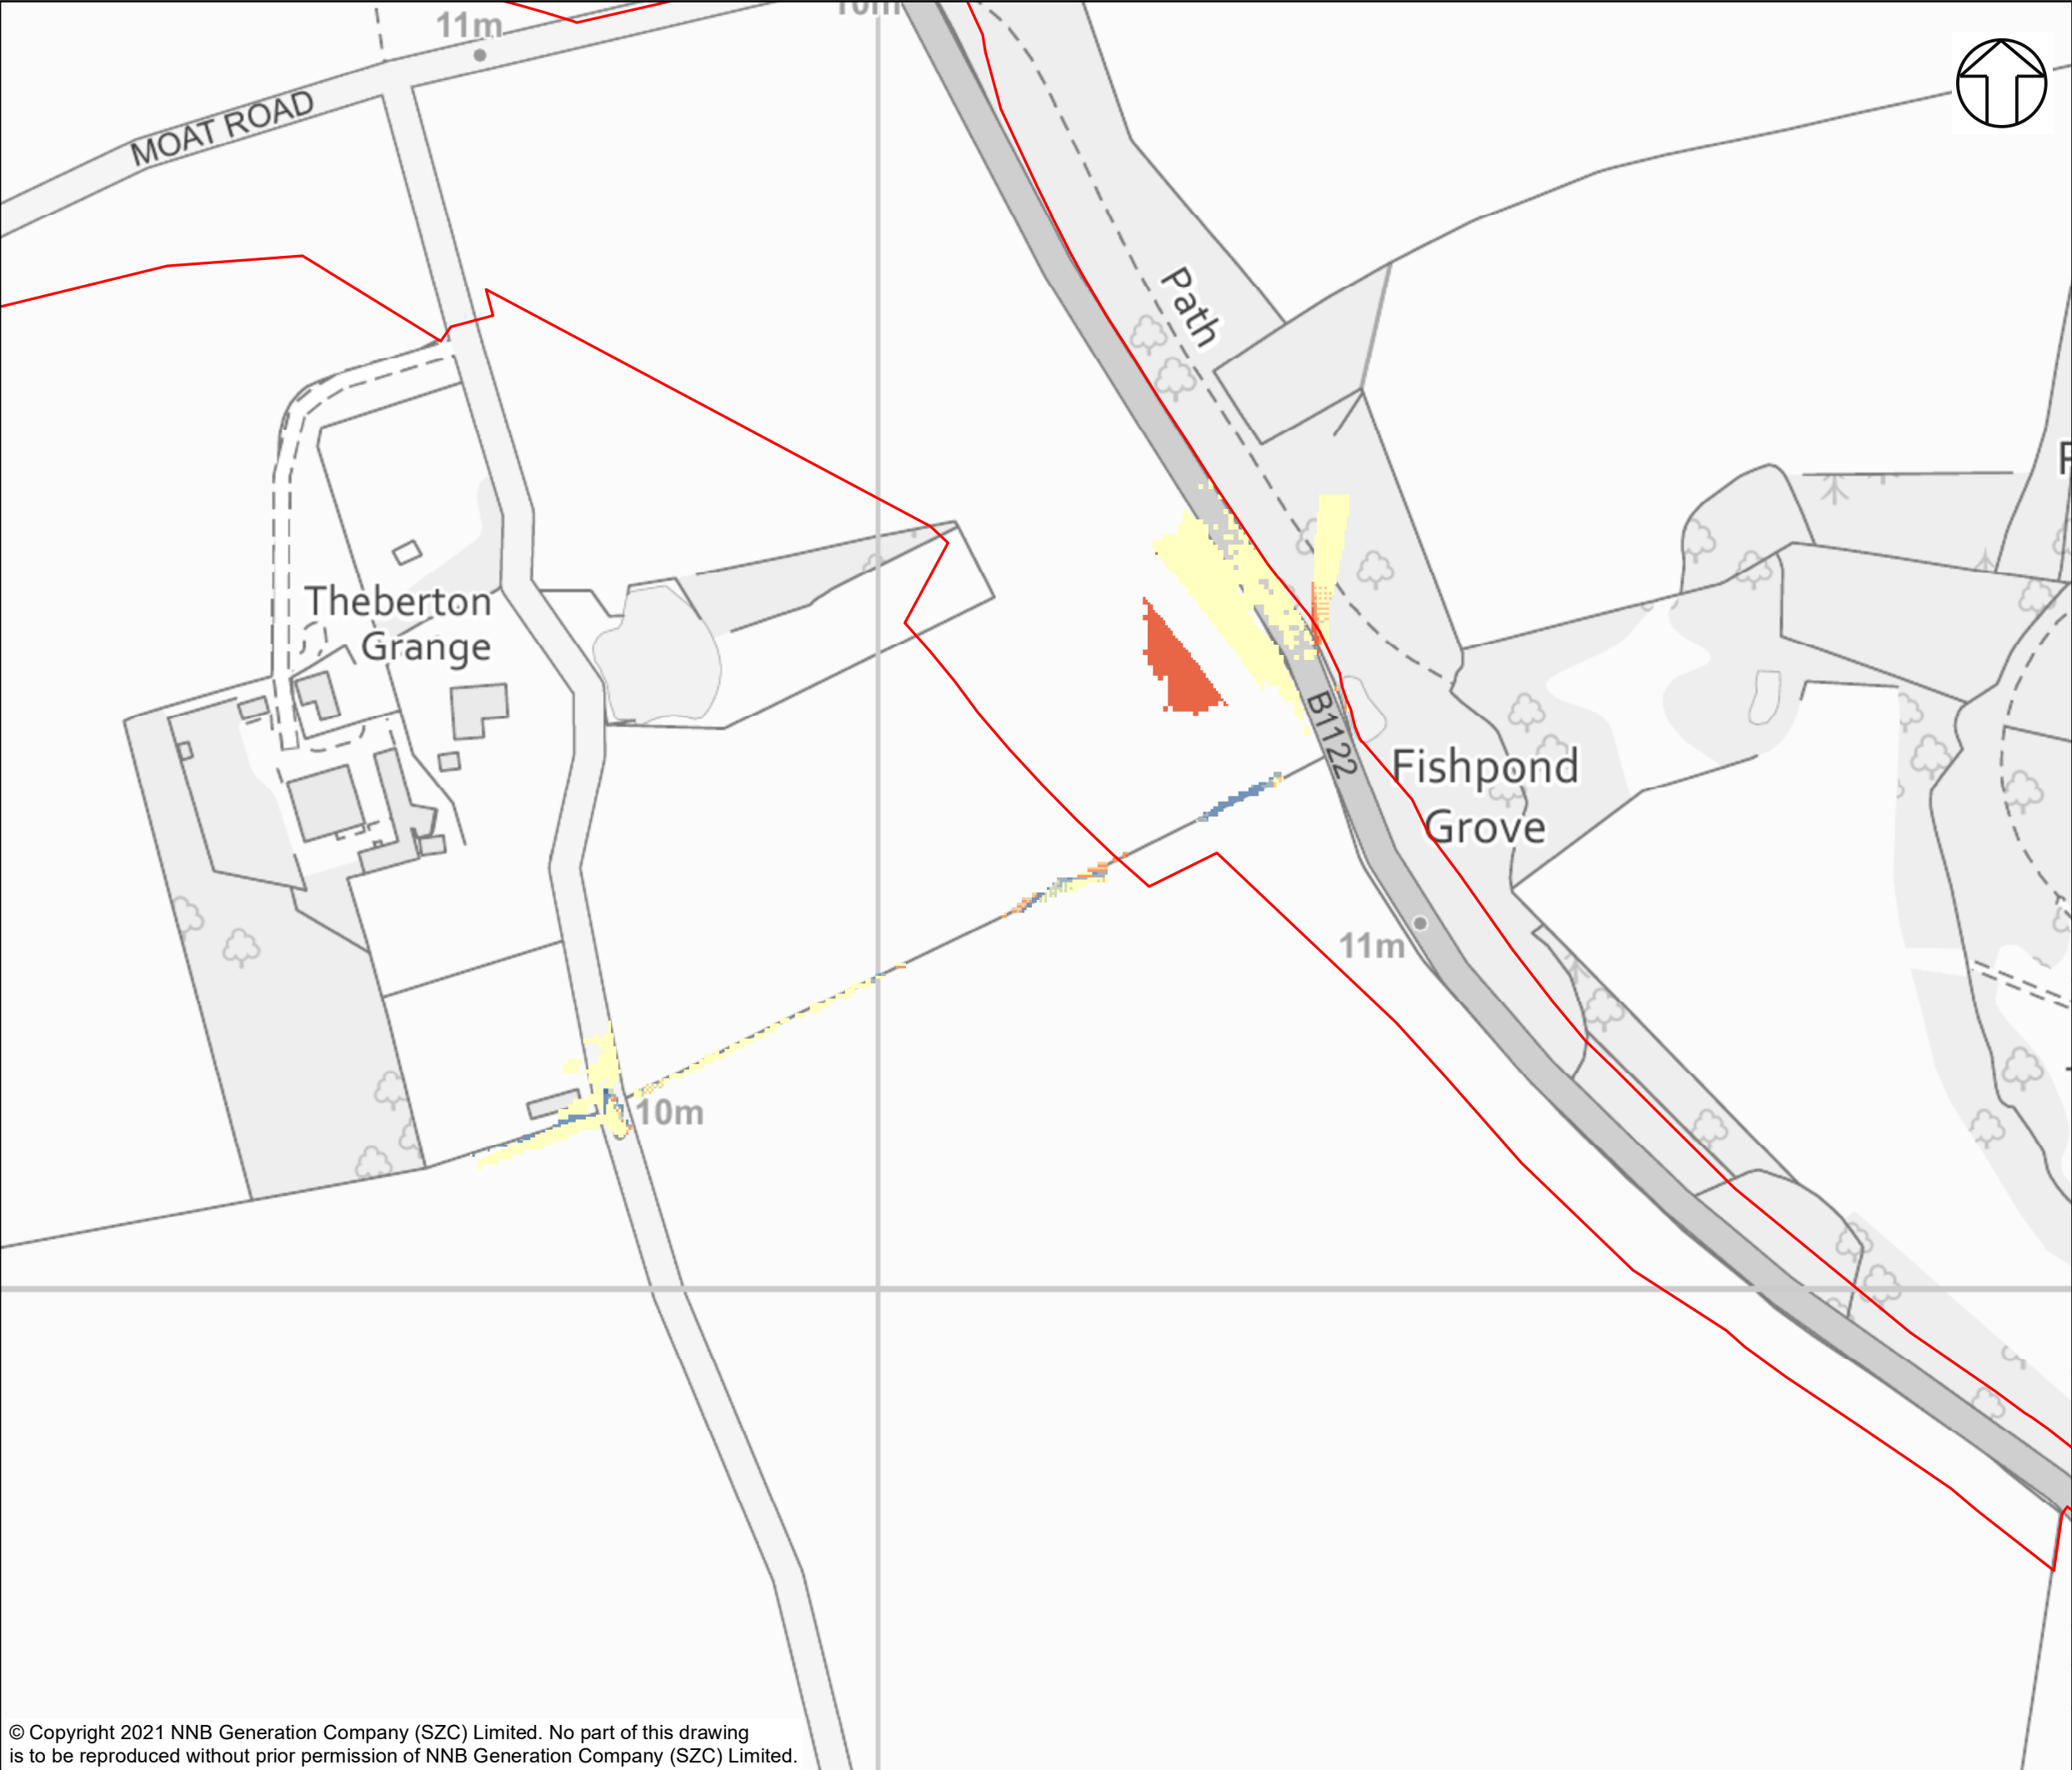 10m
11m
MOAT ROAD
Path
Theberton
Grange
B1122
Fishpond
Grove
11m
10m
© Copyright 2021 NNB Generation Company (SZC) Limited. No part of this drawing
is to be reproduced without prior permission of NNB Generation Company (SZC) Limited.